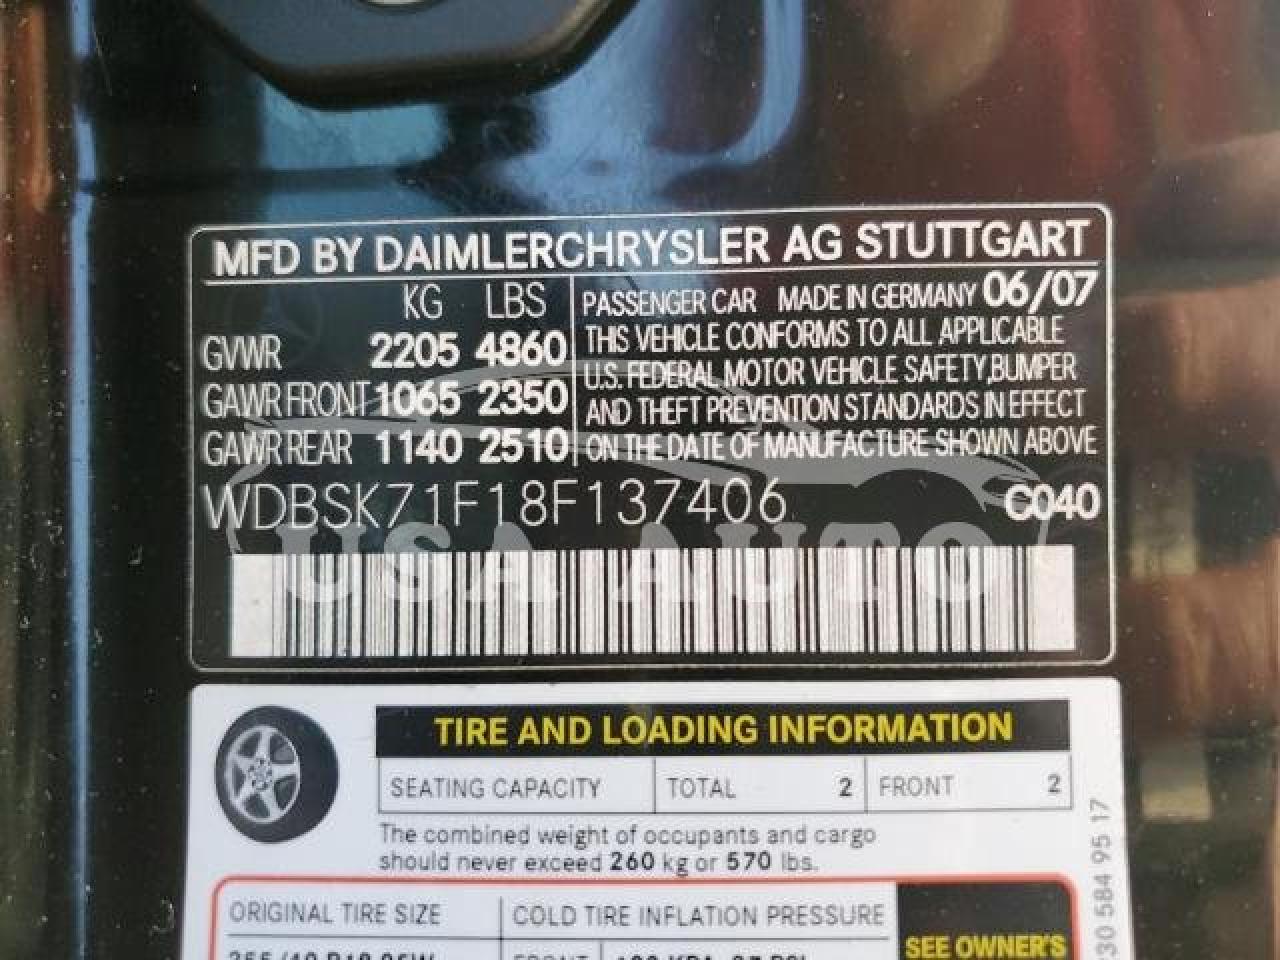 MFD BY DAIMLERCHRYSLER AG STUTTGART
KG LBS
GVWR 2205 4860
GAWR FRONT 1065 2350
GAWR REAR 1140 2510
PASSENGER CAR MADE IN GERMANY 06/07
THIS VEHICLE CONFORMS TO ALL APPLICABLE
U.S. FEDERAL MOTOR VEHICLE SAFETY,BUMPER
AND THEFT PREVENTION STANDARDS IN EFFECT
ON THE DATE OF MANUFACTURE SHOWN ABOVE
WDBSK71F18F137406 C040
USA AUTO
TIRE AND LOADING INFORMATION
SEATING CAPACITY TOTAL 2 FRONT 2
The combined weight of occupants and cargo
should never exceed 260 kg or 570 lbs.
ORIGINAL TIRE SIZE COLD TIRE INFLATION PRESSURE
SEE OWNER'S
FRONT
30 584 95 17